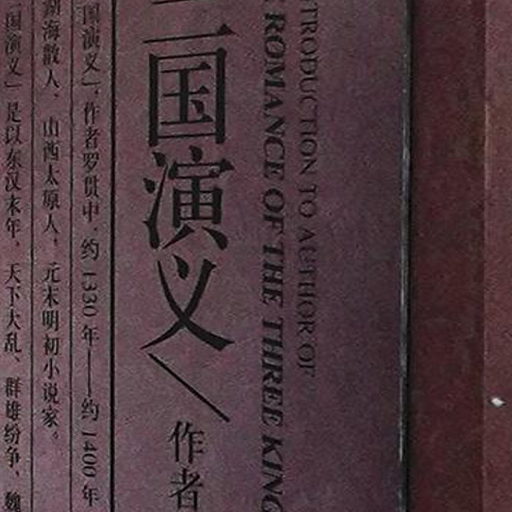 TRODUCTION TO AUTHOR OF
ROMANCE OF THE THREE KING
三国演义／作者
国演义」，作者罗贯中，约1330年——约1400年
湖海散人，山西太原人，元末明初小说家。
三国演义」是以东汉末年，天下大乱、群雄纷争，魏